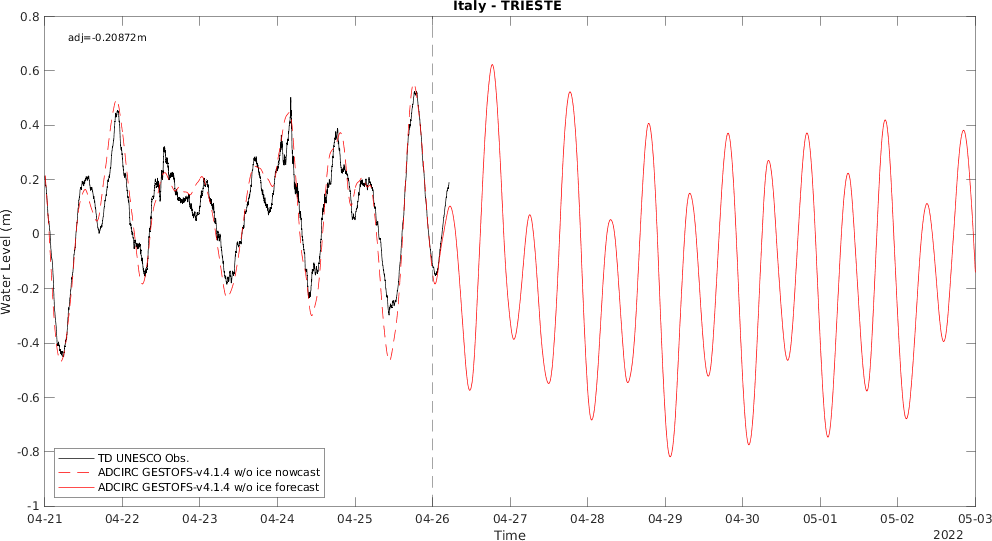 Italy - TRIESTE
adj=-0.20872m
0.8
0.6
0.4
0.2
0
-0.2
-0.4
-0.6
-0.8
-1
Water Level (m)
TD UNESCO Obs.
ADCIRC GESTOFS-v4.1.4 w/o ice nowcast
ADCIRC GESTOFS-v4.1.4 w/o ice forecast
04-21 04-22 04-23 04-24 04-25 04-26 04-27 04-28 04-29 04-30 05-01 05-02 05-03
Time
2022